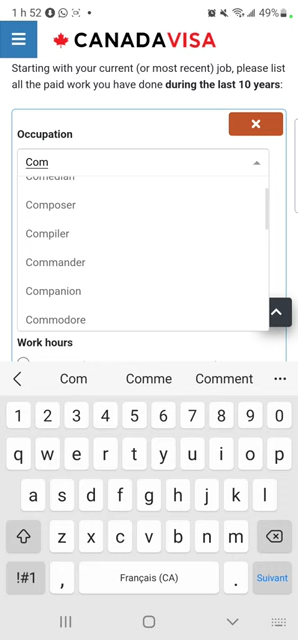 1 h 52
49%
CANADAVISA
Starting with your current (or most recent) job, please list
all the paid work you have done during the last 10 years:
Occupation
Com
Comedian
Composer
Compiler
Commander
Companion
Commodore
Work hours
Com Comme Comment ...
1 2 3 4 5 6 7 8 9 0
q w e r t y u i o p
a s d f g h j k l
z x c v b n m
!#1 , Français (CA) . Suivant